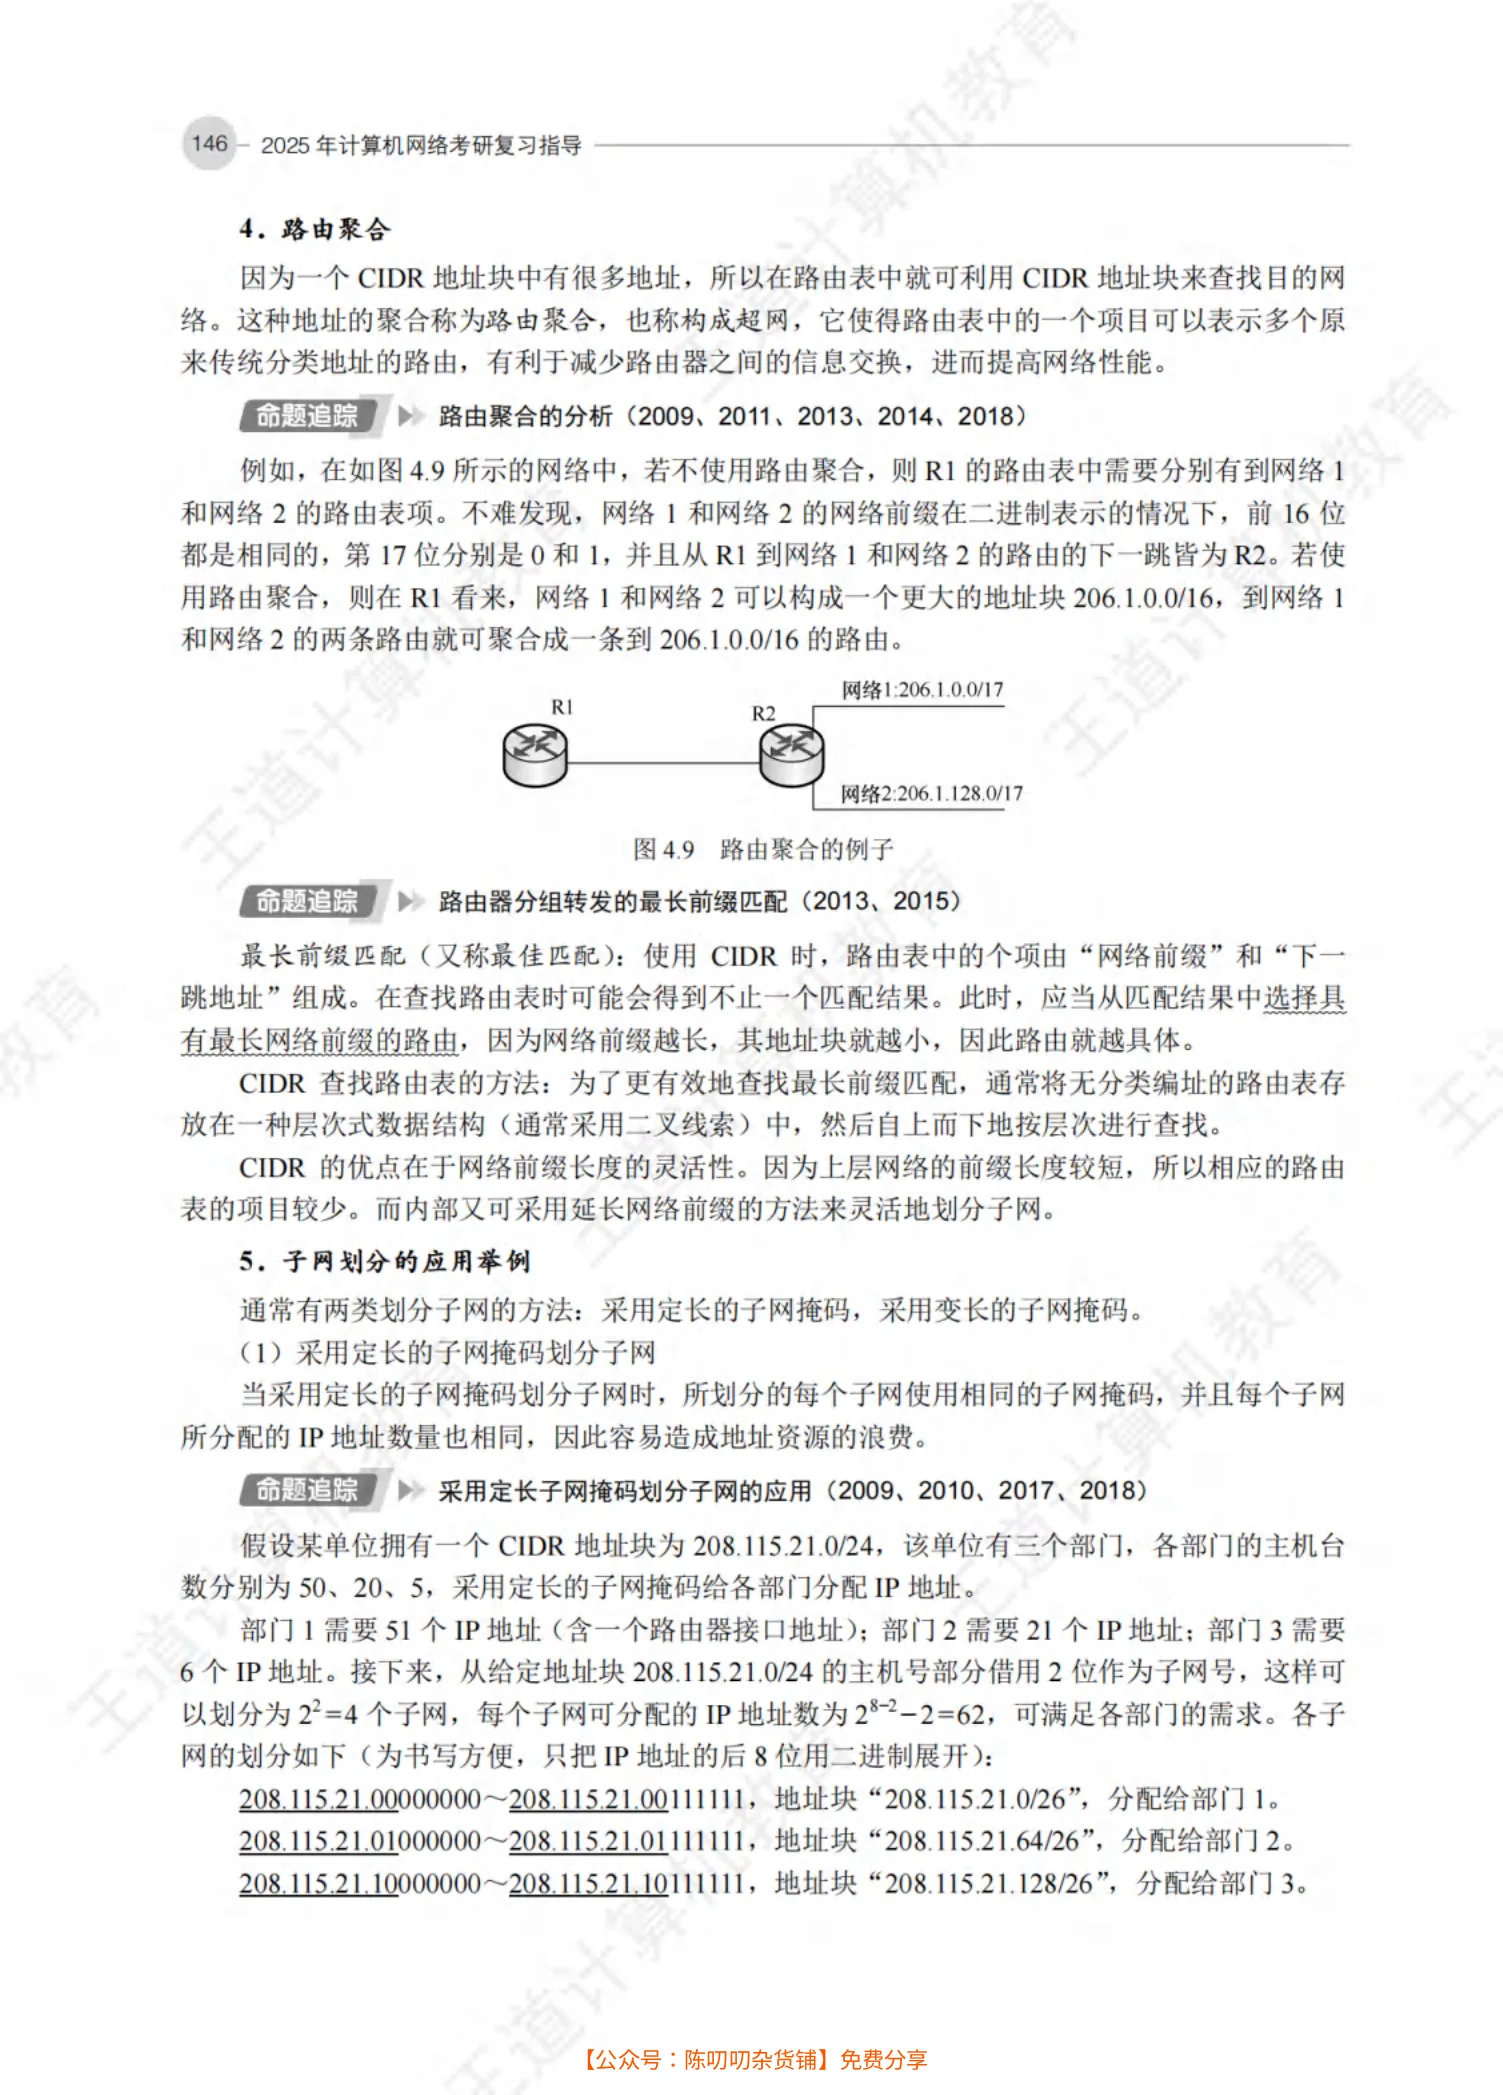 146 2025 年计算机网络考研复习指导
4．路由聚合
因为一个 CIDR 地址块中有很多地址，所以在路由表中就可利用 CIDR 地址块来查找目的网
络。这种地址的聚合称为路由聚合，也称构成超网，它使得路由表中的一个项目可以表示多个原
来传统分类地址的路由，有利于减少路由器之间的信息交换，进而提高网络性能。
命题追踪 路由聚合的分析（2009、2011、2013、2014、2018）
例如，在如图 4.9 所示的网络中，若不使用路由聚合，则 R1 的路由表中需要分别有到网络 1
和网络 2 的路由表项。不难发现，网络 1 和网络 2 的网络前缀在二进制表示的情况下，前 16 位
都是相同的，第 17 位分别是 0 和 1，并且从 R1 到网络 1 和网络 2 的路由的下一跳皆为 R2。若使
用路由聚合，则在 R1 看来，网络 1 和网络 2 可以构成一个更大的地址块 206.1.0.0/16，到网络 1
和网络 2 的两条路由就可聚合成一条到 206.1.0.0/16 的路由。
网络1:206.1.0.0/17
R1
R2
网络2:206.1.128.0/17
图 4.9 路由聚合的例子
命题追踪 路由器分组转发的最长前缀匹配（2013、2015）
最长前缀匹配（又称最佳匹配）：使用 CIDR 时，路由表中的个项由“网络前缀”和“下一
跳地址”组成。在查找路由表时可能会得到不止一个匹配结果。此时，应当从匹配结果中选择具
有最长网络前缀的路由，因为网络前缀越长，其地址块就越小，因此路由就越具体。
CIDR 查找路由表的方法：为了更有效地查找最长前缀匹配，通常将无分类编址的路由表存
放在一种层次式数据结构（通常采用二叉线索）中，然后自上而下地按层次进行查找。
CIDR 的优点在于网络前缀长度的灵活性。因为上层网络的前缀长度较短，所以相应的路由
表的项目较少。而内部又可采用延长网络前缀的方法来灵活地划分子网。
5．子网划分的应用举例
通常有两类划分子网的方法：采用定长的子网掩码，采用变长的子网掩码。
（1）采用定长的子网掩码划分子网
当采用定长的子网掩码划分子网时，所划分的每个子网使用相同的子网掩码，并且每个子网
所分配的 IP 地址数量也相同，因此容易造成地址资源的浪费。
命题追踪 采用定长子网掩码划分子网的应用（2009、2010、2017、2018）
假设某单位拥有一个 CIDR 地址块为 208.115.21.0/24，该单位有三个部门，各部门的主机台
数分别为 50、20、5，采用定长的子网掩码给各部门分配 IP 地址。
部门 1 需要 51 个 IP 地址（含一个路由器接口地址）；部门 2 需要 21 个 IP 地址；部门 3 需要
6 个 IP 地址。接下来，从给定地址块 208.115.21.0/24 的主机号部分借用 2 位作为子网号，这样可
以划分为 2²=4 个子网，每个子网可分配的 IP 地址数为 2⁸⁻²−2=62，可满足各部门的需求。各子
网的划分如下（为书写方便，只把 IP 地址的后 8 位用二进制展开）：
208.115.21.00000000～208.115.21.00111111，地址块“208.115.21.0/26”，分配给部门 1。
208.115.21.01000000～208.115.21.01111111，地址块“208.115.21.64/26”，分配给部门 2。
208.115.21.10000000～208.115.21.10111111，地址块“208.115.21.128/26”，分配给部门 3。
【公众号：陈叨叨杂货铺】免费分享
王道计算机教育